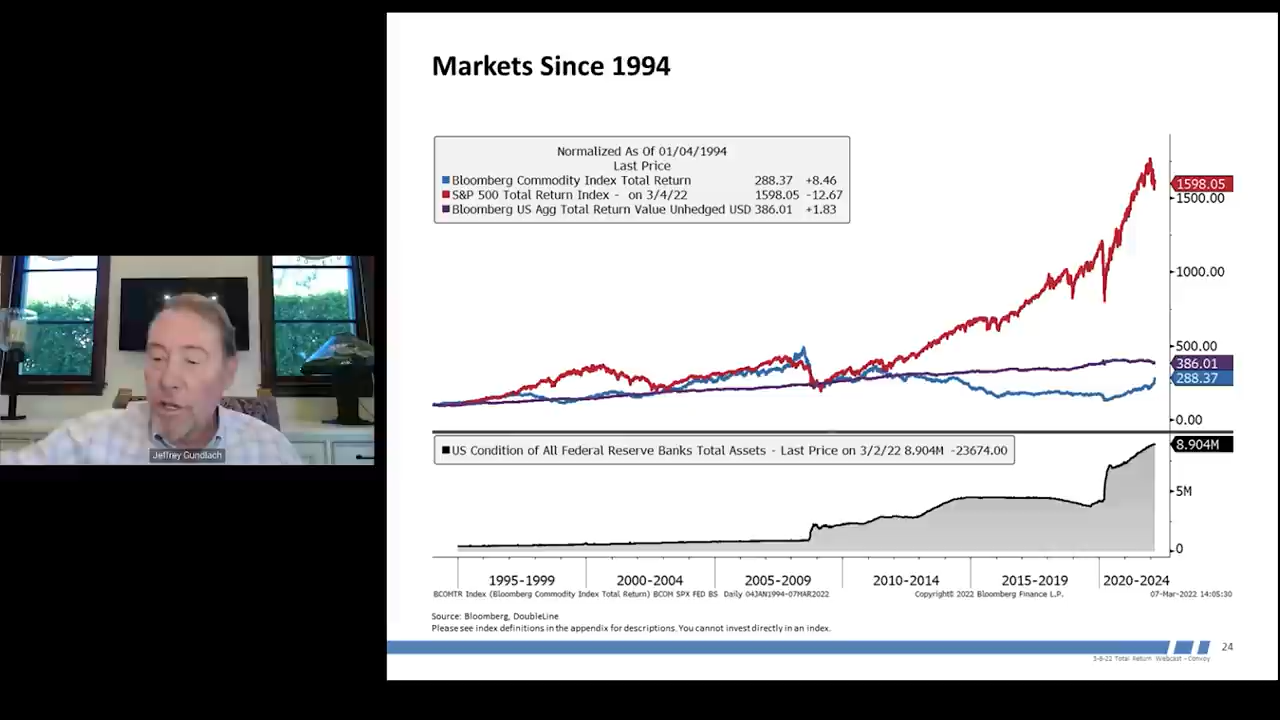 Markets Since 1994
Normalized As Of 01/04/1994
Last Price
Bloomberg Commodity Index Total Return 288.37 +8.46
S&P 500 Total Return Index - on 3/4/22 1598.05 -12.67
Bloomberg US Agg Total Return Value Unhedged USD 386.01 +1.83
1598.05
1500.00
1000.00
500.00
386.01
288.37
0.00
US Condition of All Federal Reserve Banks Total Assets - Last Price on 3/2/22 8.904M -23674.00
8.904M
5M
0
1995-1999 2000-2004 2005-2009 2010-2014 2015-2019 2020-2024
BCOMTR Index (Bloomberg Commodity Index Total Return) BCOM SPX FED BS Daily 04JAN1994-07MAR2022 Copyright© 2022 Bloomberg Finance L.P. 07-Mar-2022 14:05:30
Source: Bloomberg, DoubleLine
Please see index definitions in the appendix for descriptions. You cannot invest directly in an index.
24
3-8-22 Total Return Webcast - Convoy
Jeffrey Gundlach